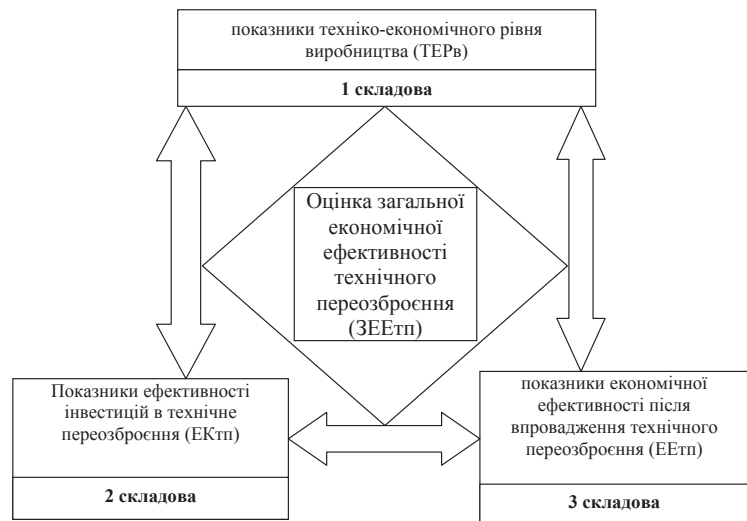 показники техніко-економічного рівня
виробництва (ТЕРв)
1 складова
Оцінка загальної
економічної
ефективності
технічного
переозброєння
(ЗЕЕтп)
Показники ефективності
інвестицій в технічне
переозброєння (ЕКтп)
2 складова
показники економічної
ефективності після
впровадження технічного
переозброєння (ЕЕтп)
3 складова